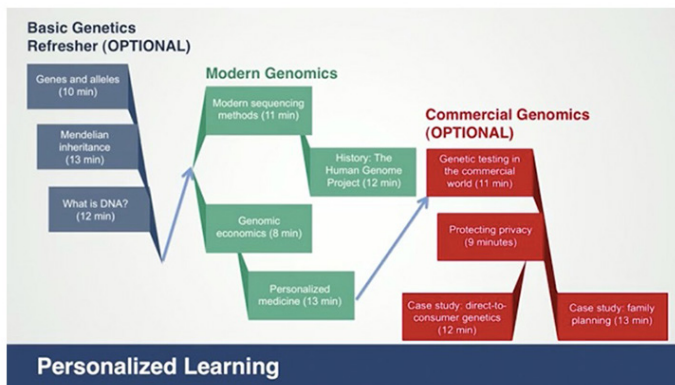 Basic Genetics
Refresher (OPTIONAL)
Genes and alleles
(10 min)
Mendelian
inheritance
(13 min)
What is DNA?
(12 min)
Modern Genomics
Modern sequencing
methods (11 min)
History: The
Human Genome
Project (12 min)
Genomic
economics (8 min)
Personalized
medicine (13 min)
Commercial Genomics
(OPTIONAL)
Genetic testing in
the commercial
world (11 min)
Protecting privacy
(9 minutes)
Case study: direct-to-
consumer genetics
(12 min)
Case study: family
planning (13 min)
Personalized Learning